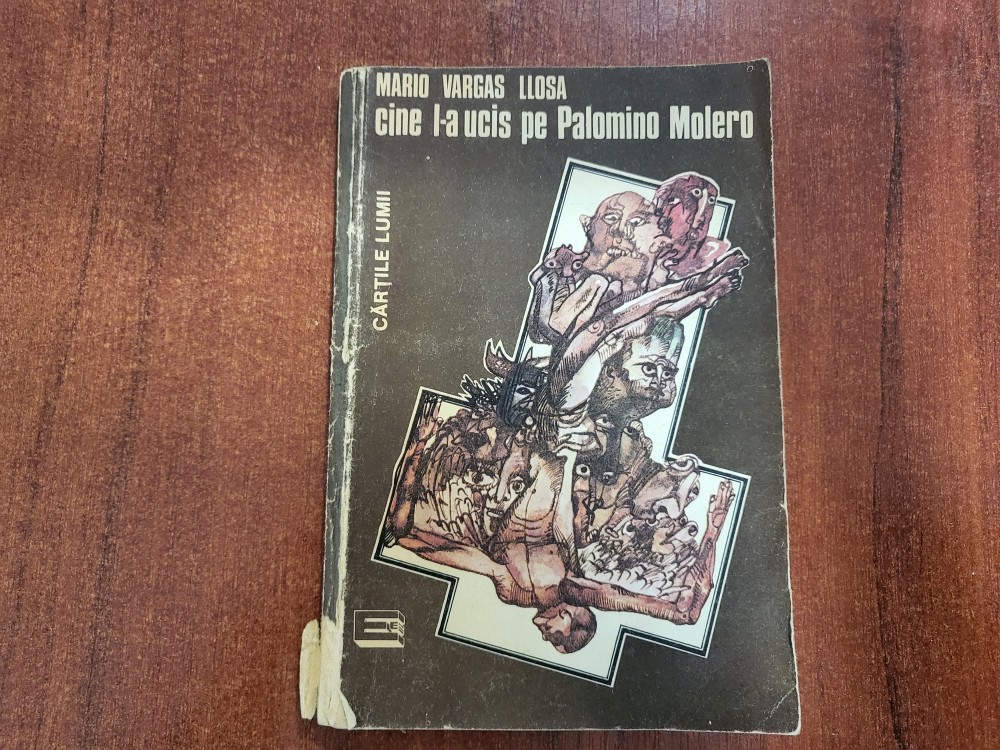 MARIO VARGAS LLOSA
cine l-a ucis pe Palomino Molero
CĂRȚILE LUMII